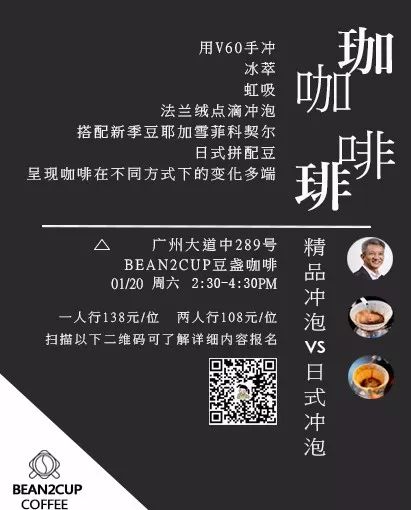 珈
咖
啡
琲
用V60手冲
冰萃
虹吸
法兰绒点滴冲泡
搭配新季豆耶加雪菲科契尔
日式拼配豆
呈现咖啡在不同方式下的变化多端
广州大道中289号
BEAN2CUP豆盏咖啡
01/20 周六 2:30-4:30PM
一人行138元/位 两人行108元/位
扫描以下二维码可了解详细内容报名
精品冲泡VS日式冲泡
BEAN2CUP
COFFEE